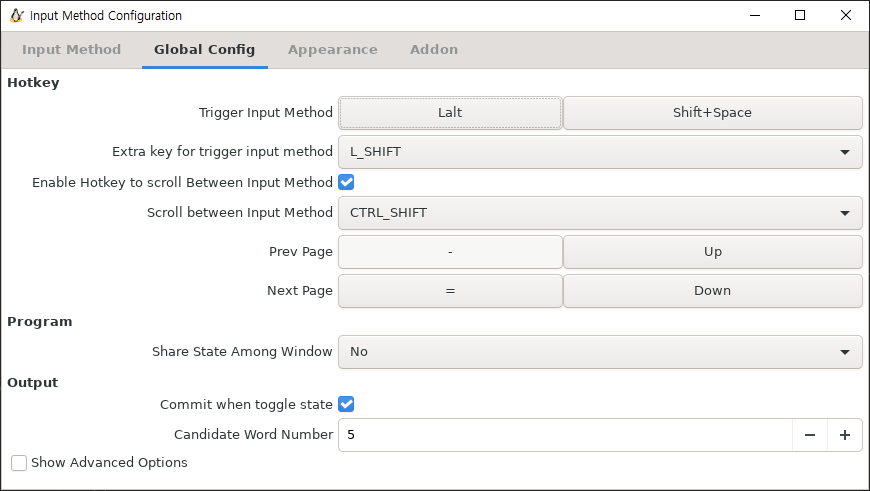 Input Method Configuration
Input Method Global Config Appearance Addon
Hotkey
Trigger Input Method Lalt Shift+Space
Extra key for trigger input method L_SHIFT
Enable Hotkey to scroll Between Input Method
Scroll between Input Method CTRL_SHIFT
Prev Page - Up
Next Page = Down
Program
Share State Among Window No
Output
Commit when toggle state
Candidate Word Number 5
Show Advanced Options